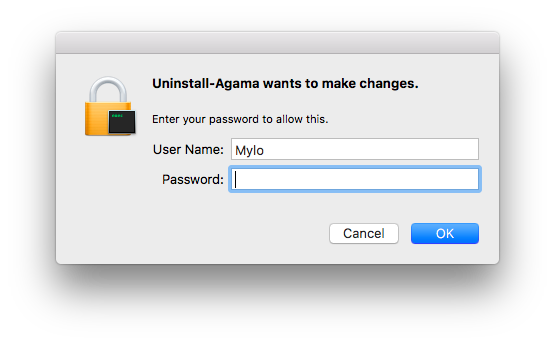 Uninstall-Agama wants to make changes.
Enter your password to allow this.
User Name: Mylo
Password:
Cancel OK